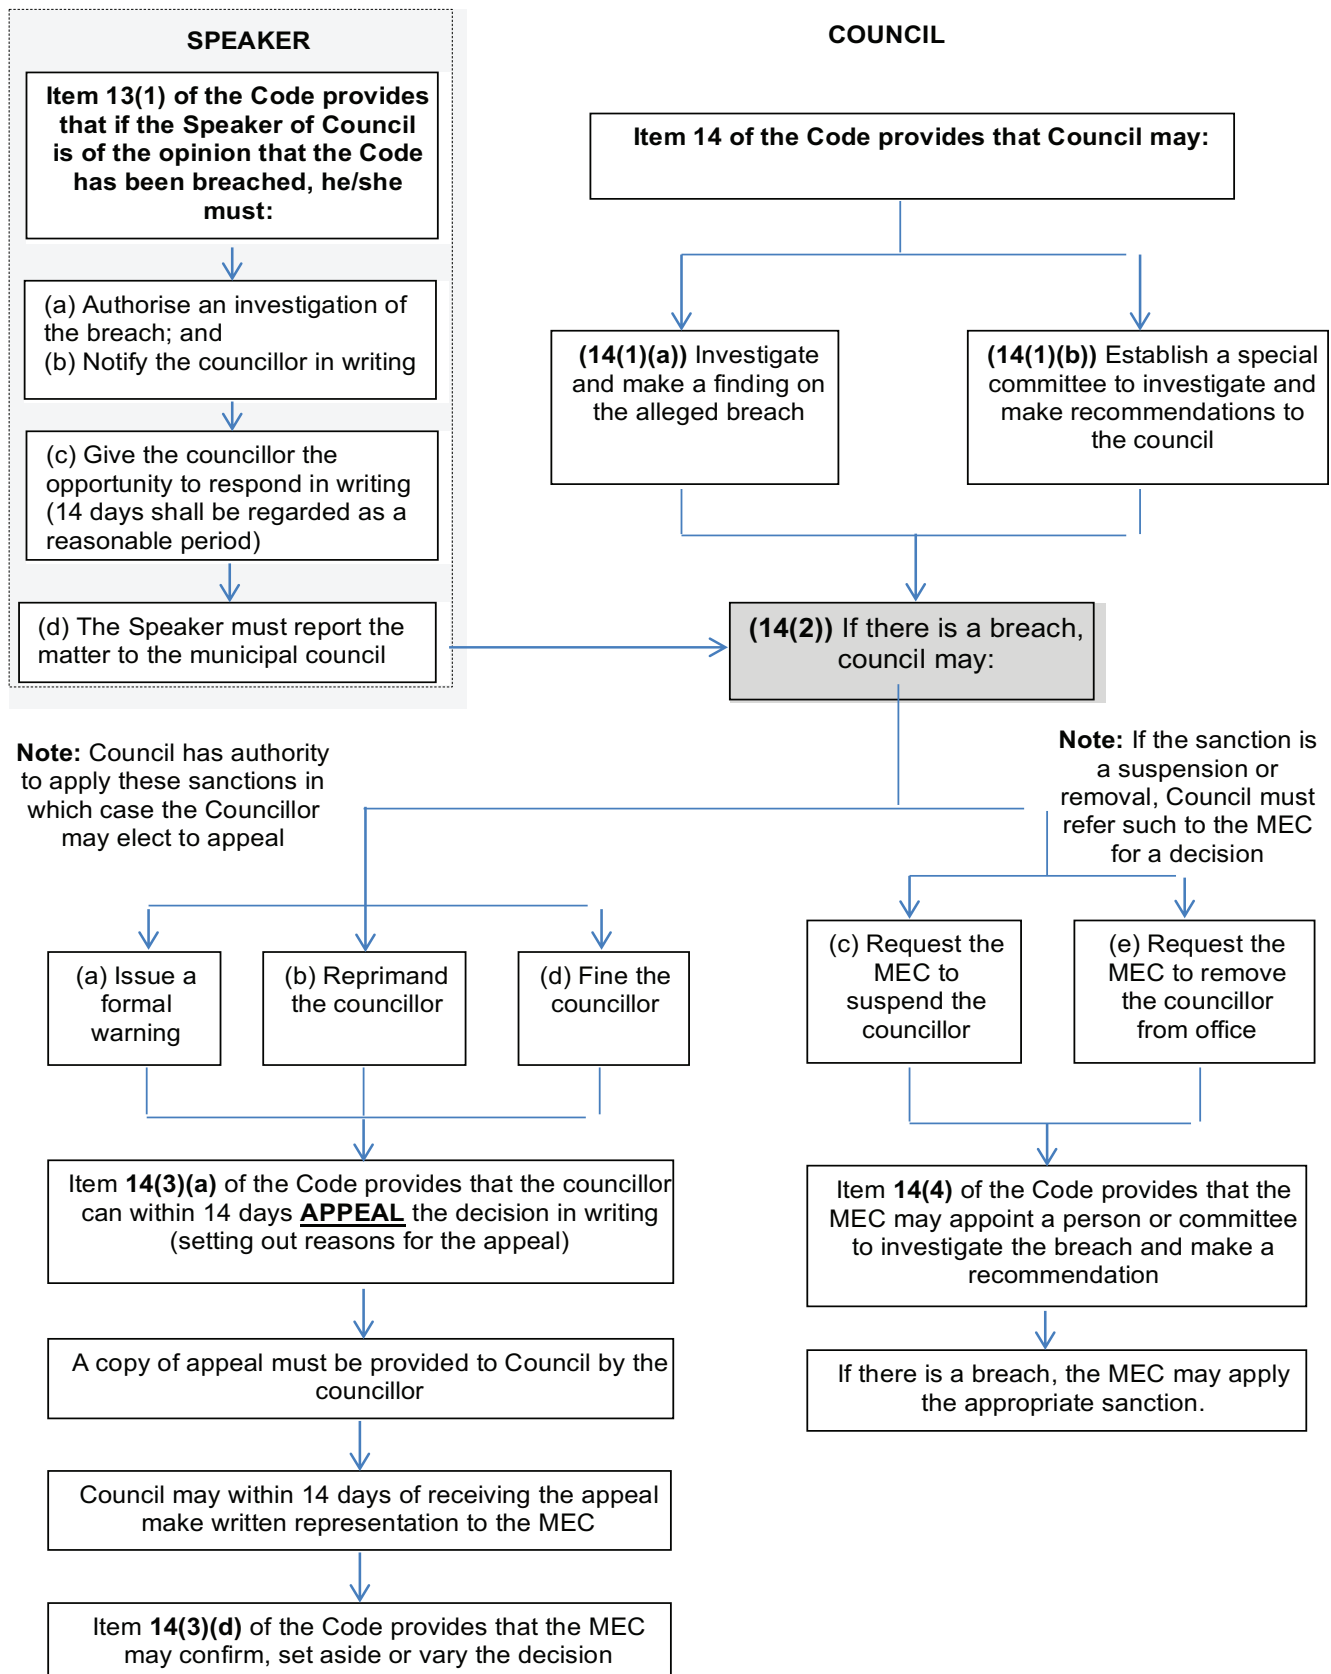 SPEAKER
Item 13(1) of the Code provides
that if the Speaker of Council
is of the opinion that the Code
has been breached, he/she
must:
(a) Authorise an investigation of
the breach; and
(b) Notify the councillor in writing
(c) Give the councillor the
opportunity to respond in writing
(14 days shall be regarded as a
reasonable period)
(d) The Speaker must report the
matter to the municipal council
COUNCIL
Item 14 of the Code provides that Council may:
(14(1)(a)) Investigate
and make a finding on
the alleged breach
(14(1)(b)) Establish a special
committee to investigate and
make recommendations to
the council
(14(2)) If there is a breach,
council may:
Note: Council has authority
to apply these sanctions in
which case the Councillor
may elect to appeal
Note: If the sanction is
a suspension or
removal, Council must
refer such to the MEC
for a decision
(a) Issue a
formal
warning
(b) Reprimand
the councillor
(d) Fine the
councillor
(c) Request the
MEC to
suspend the
councillor
(e) Request the
MEC to remove
the councillor
from office
Item 14(3)(a) of the Code provides that the councillor
can within 14 days APPEAL the decision in writing
(setting out reasons for the appeal)
A copy of appeal must be provided to Council by the
councillor
Council may within 14 days of receiving the appeal
make written representation to the MEC
Item 14(3)(d) of the Code provides that the MEC
may confirm, set aside or vary the decision
Item 14(4) of the Code provides that the
MEC may appoint a person or committee
to investigate the breach and make a
recommendation
If there is a breach, the MEC may apply
the appropriate sanction.